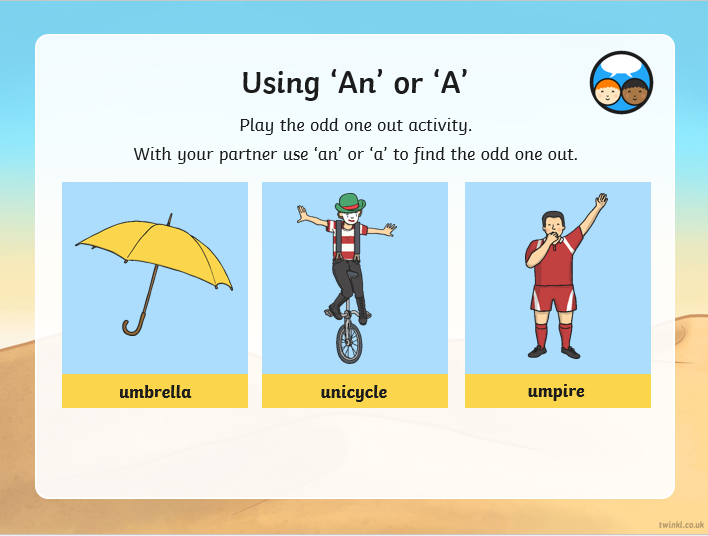 Using ‘An’ or ‘A’
Play the odd one out activity.
With your partner use ‘an’ or ‘a’ to find the odd one out.
umbrella
unicycle
umpire
twinkl.co.uk